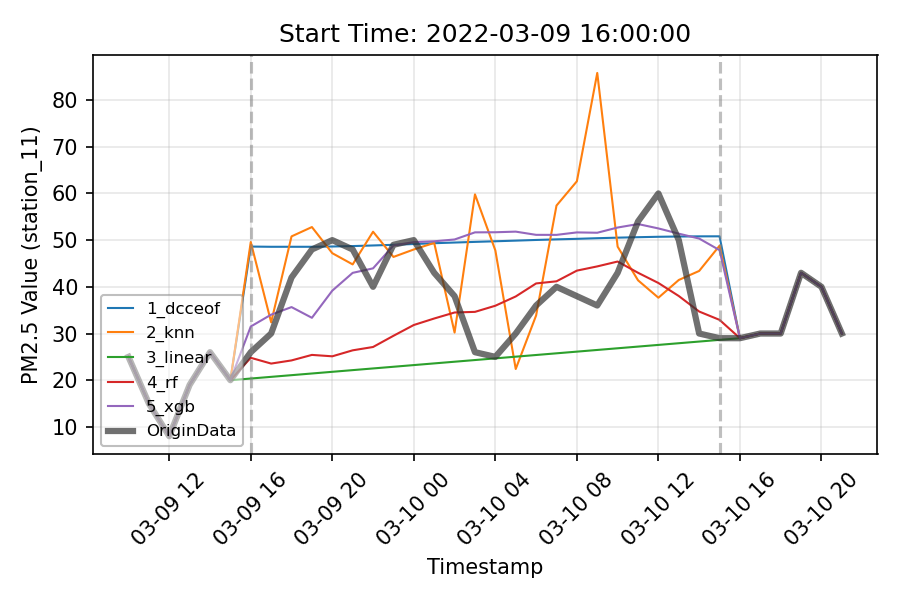 Start Time: 2022-03-09 16:00:00
PM2.5 Value (station_11)
80
70
60
50
40
30
20
10
1_dcceof
2_knn
3_linear
4_rf
5_xgb
OriginData
03-09 12
03-09 16
03-09 20
03-10 00
03-10 04
03-10 08
03-10 12
03-10 16
03-10 20
Timestamp